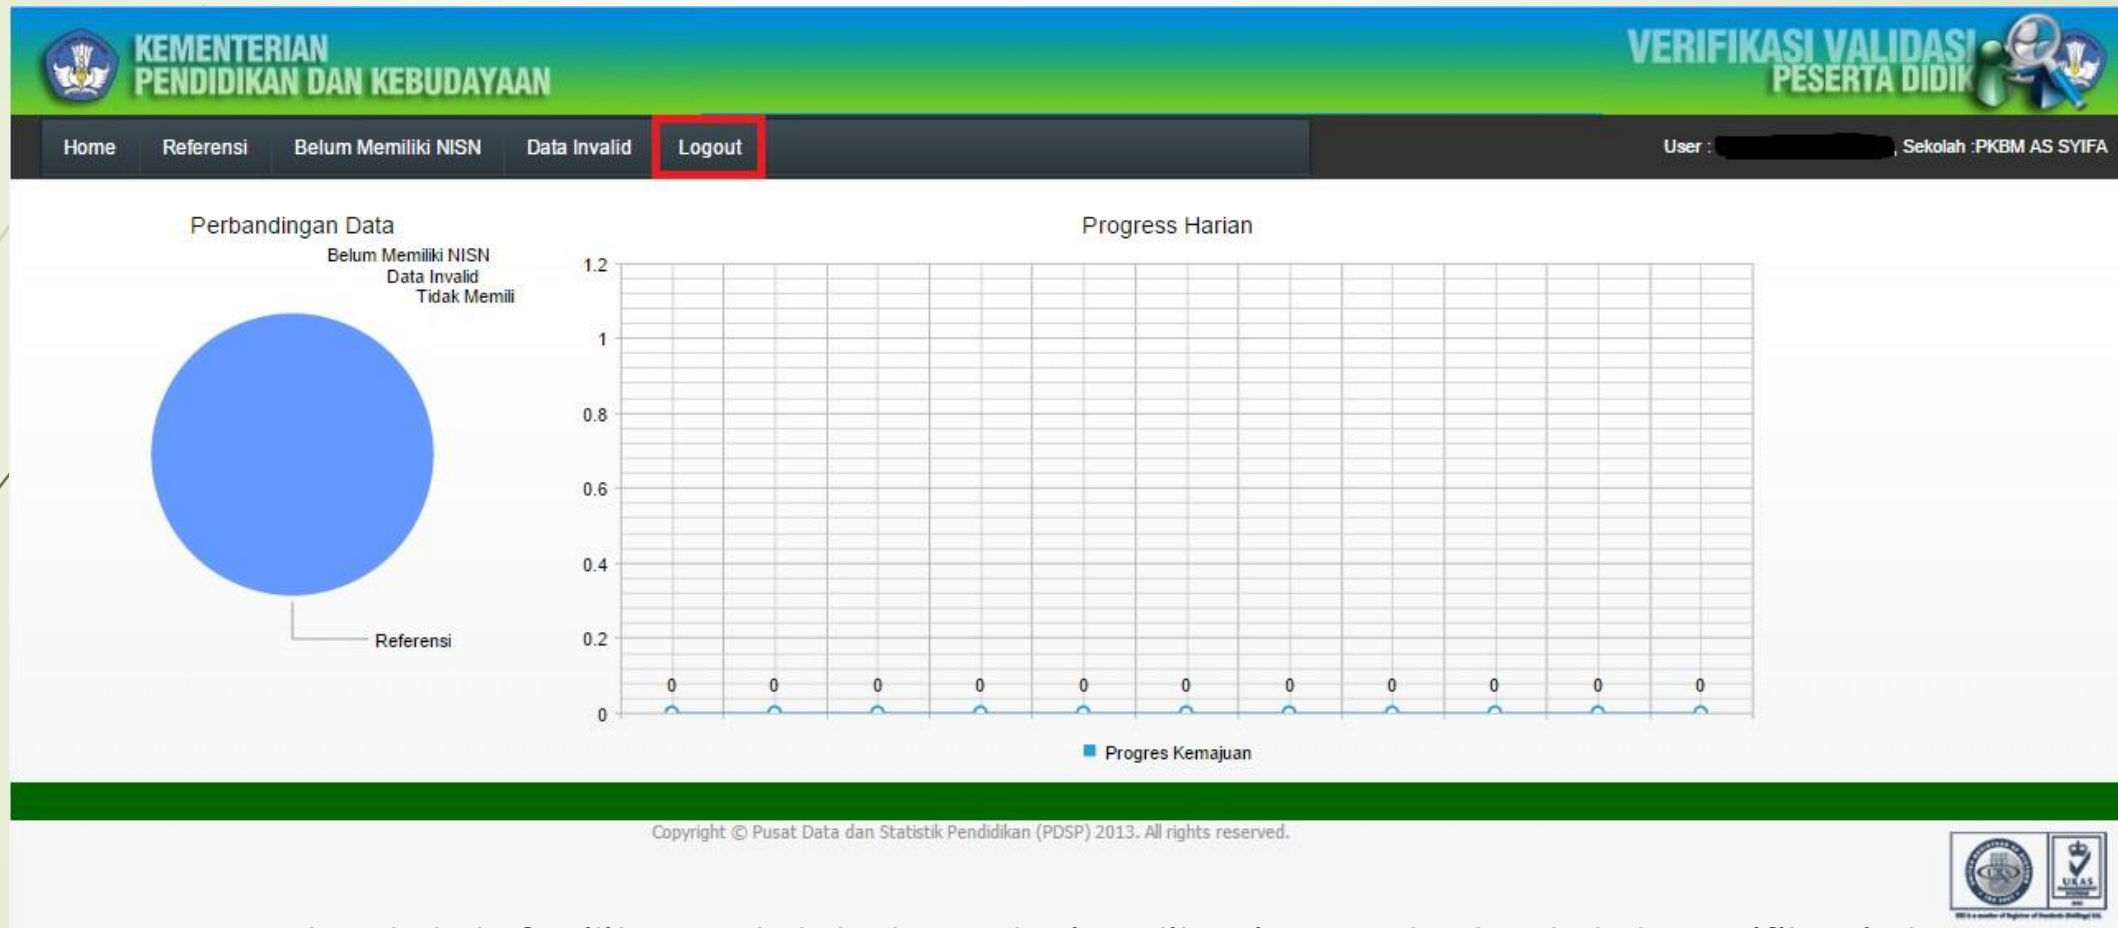 KEMENTERIAN
PENDIDIKAN DAN KEBUDAYAAN
VERIFIKASI VALIDASI
PESERTA DIDIK
Home Referensi Belum Memiliki NISN Data Invalid Logout
User : , Sekolah :PKBM AS SYIFA
Perbandingan Data
Belum Memiliki NISN
Data Invalid
Tidak Memili
Referensi
Progress Harian
1.2
1
0.8
0.6
0.4
0.2
0
0 0 0 0 0 0 0 0 0 0 0
Progres Kemajuan
Copyright © Pusat Data dan Statistik Pendidikan (PDSP) 2013. All rights reserved.
UKAS